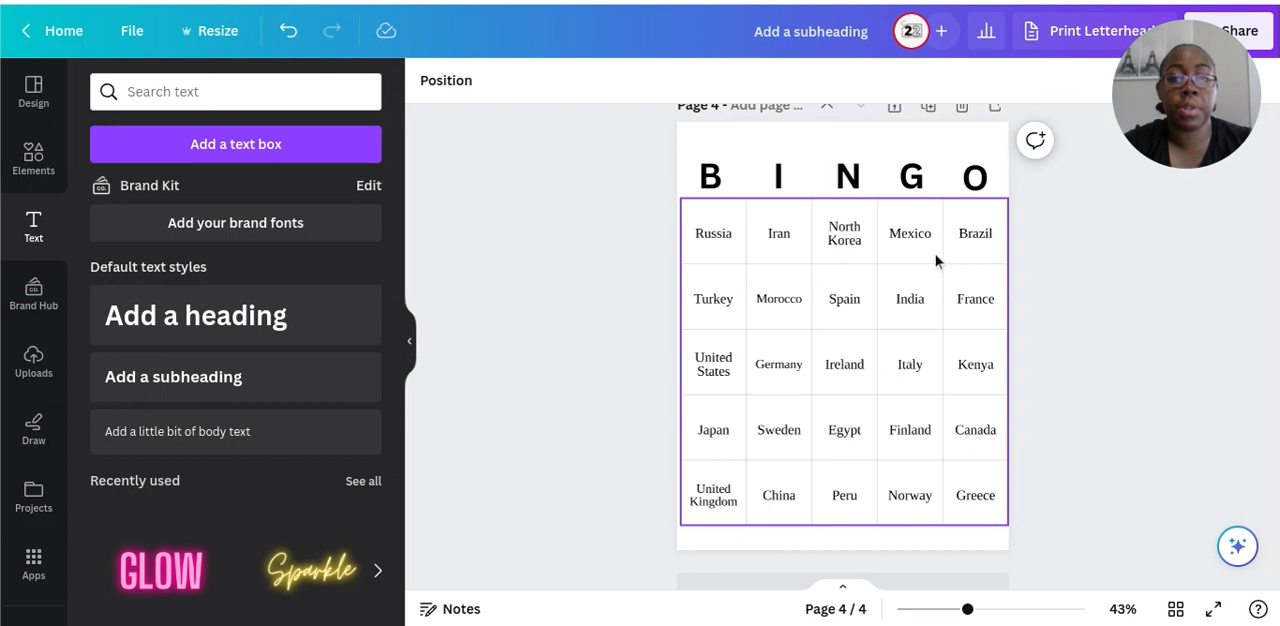 Home File Resize Add a subheading 22 + Print Letterhead Share
Design
Elements
Text
Brand Hub
Uploads
Draw
Projects
Apps
Search text
Add a text box
CO. Brand Kit Edit
Add your brand fonts
Default text styles
Add a heading
Add a subheading
Add a little bit of body text
Recently used See all
GLOW Sparkle
Position
Page 4 - Add page ...
B I N G O
Russia Iran North Korea Mexico Brazil
Turkey Morocco Spain India France
United States Germany Ireland Italy Kenya
Japan Sweden Egypt Finland Canada
United Kingdom China Peru Norway Greece
Notes Page 4 / 4 43%